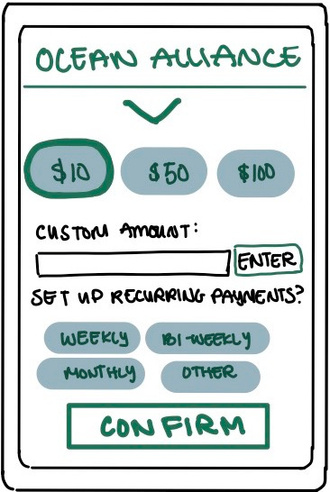 OCEAN ALLIANCE
$10 $50 $100
CUSTOM AMOUNT:
ENTER
SET UP RECURRING PAYMENTS?
WEEKLY BI-WEEKLY
MONTHLY OTHER
CONFIRM